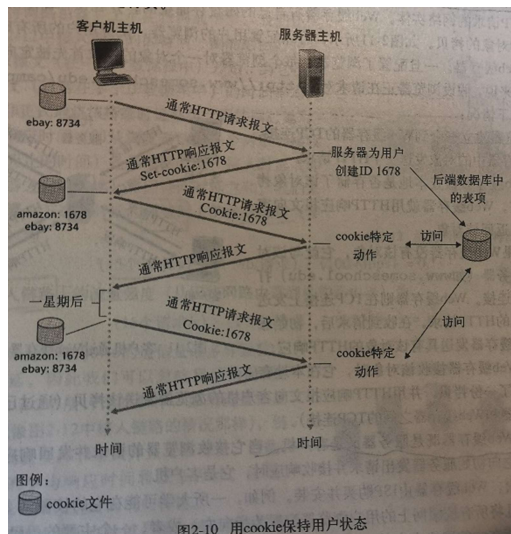 客户机主机
服务器主机
ebay: 8734
通常HTTP请求报文
通常HTTP响应报文
Set-cookie:1678
服务器为用户
创建ID 1678
后端数据库中
的表项
amazon: 1678
ebay: 8734
通常HTTP请求报文
Cookie:1678
cookie特定
动作
访问
通常HTTP响应报文
一星期后
访问
amazon: 1678
ebay: 8734
通常HTTP请求报文
Cookie:1678
cookie特定
动作
通常HTTP响应报文
时间
时间
图例:
cookie文件
图2-10 用cookie保持用户状态